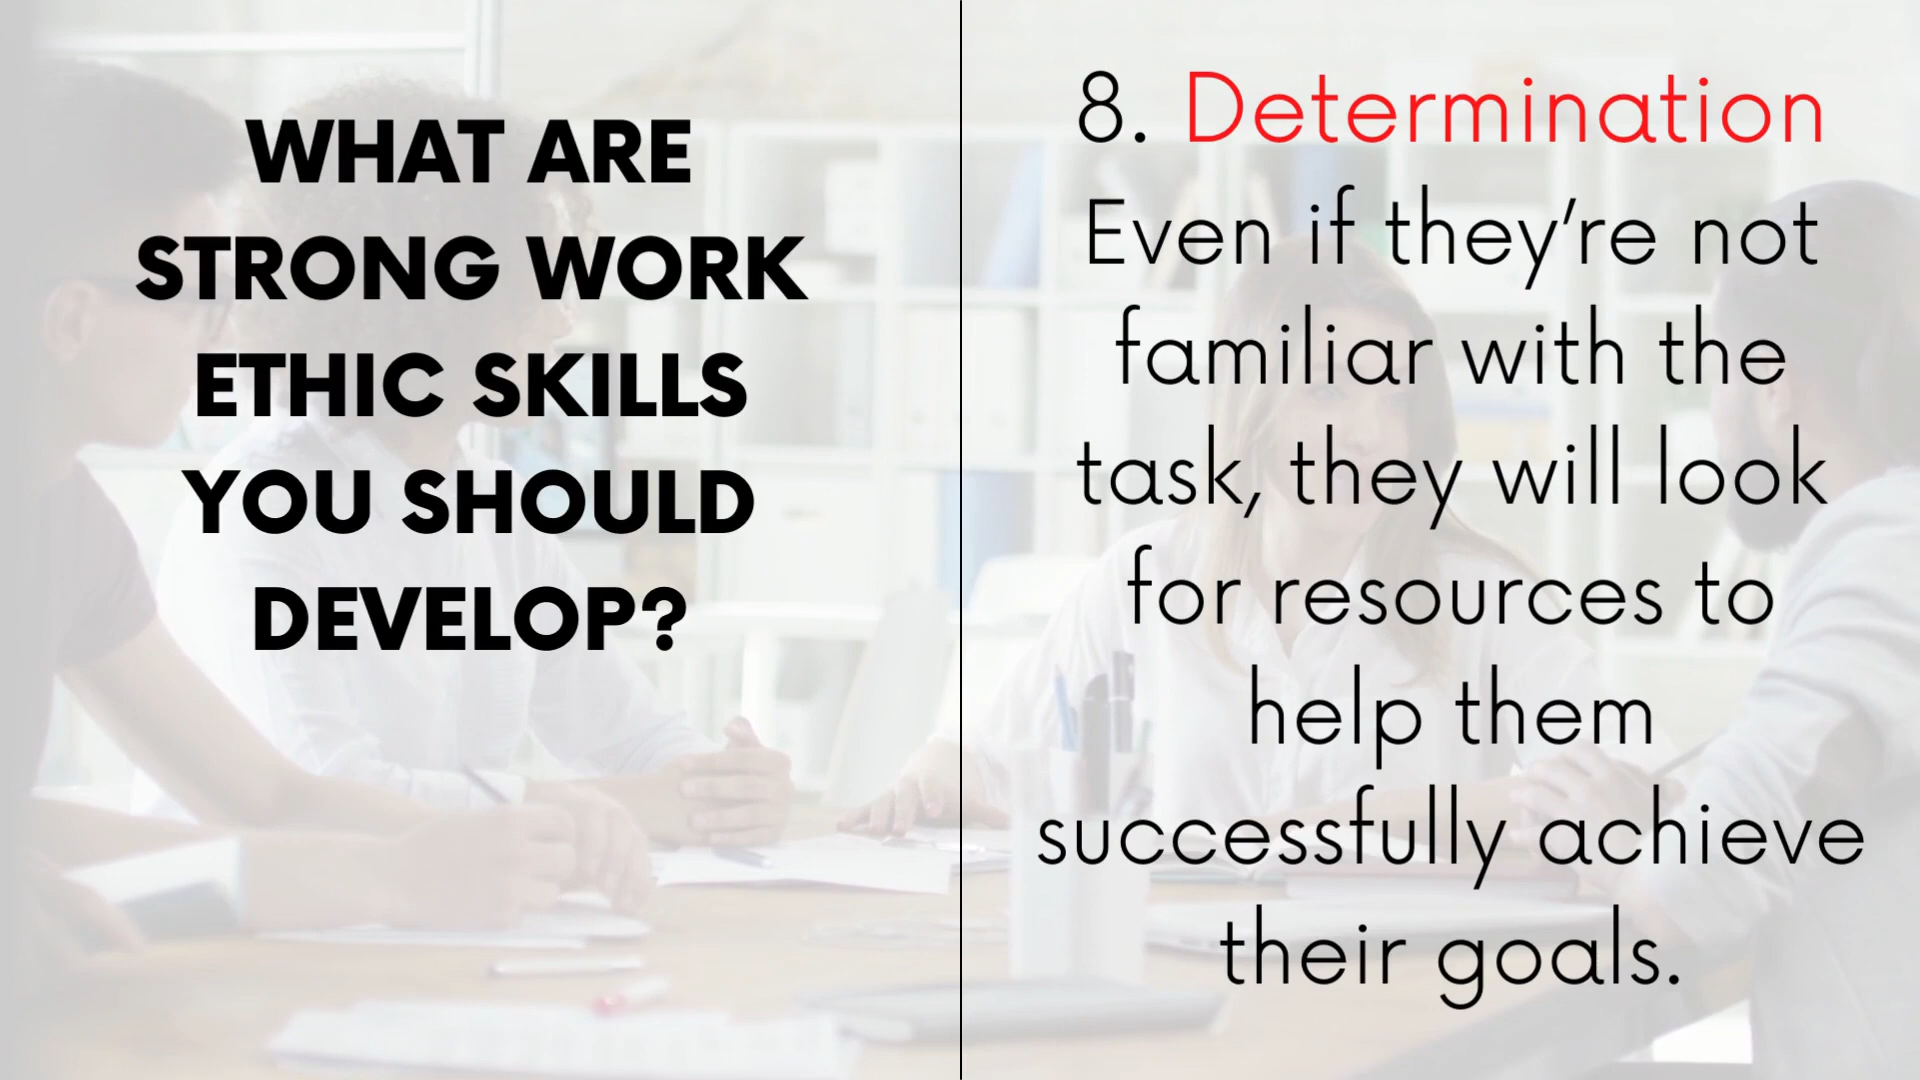 WHAT ARE
STRONG WORK
ETHIC SKILLS
YOU SHOULD
DEVELOP?
8. Determination
Even if they’re not
familiar with the
task, they will look
for resources to
help them
successfully achieve
their goals.